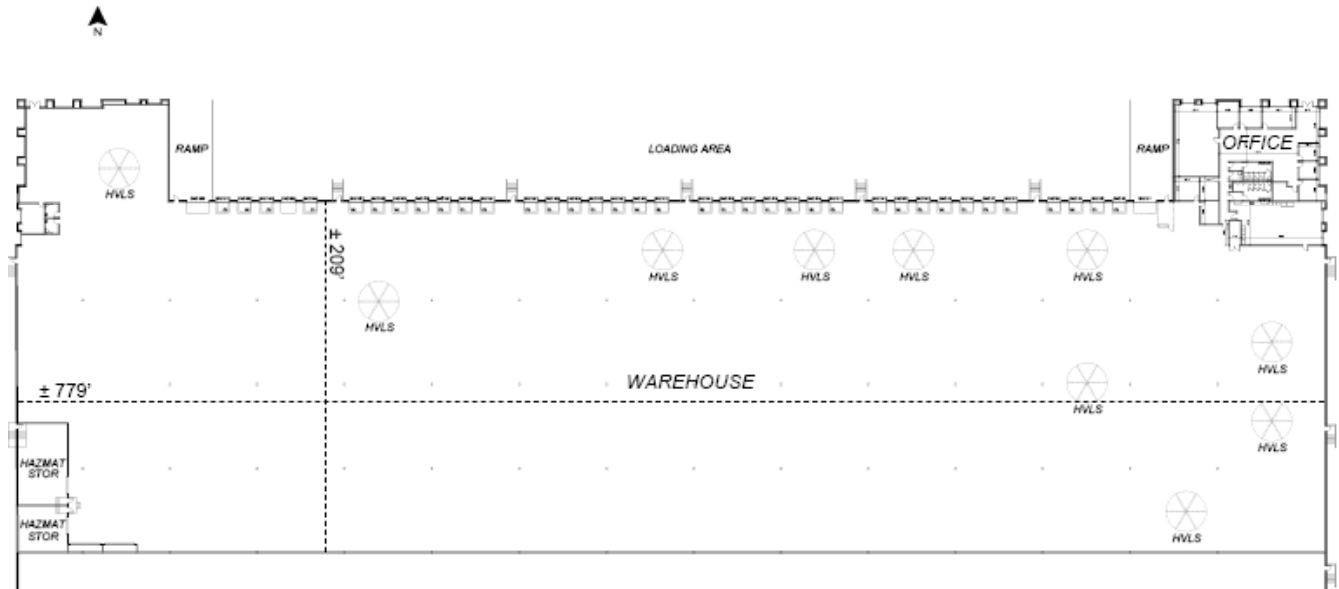 N
RAMP
LOADING AREA
RAMP
OFFICE
HVLS
± 209'
HVLS
HVLS
HVLS
HVLS
HVLS
HVLS
± 779'
WAREHOUSE
HVLS
HVLS
HAZMAT
STOR
HAZMAT
STOR
HVLS